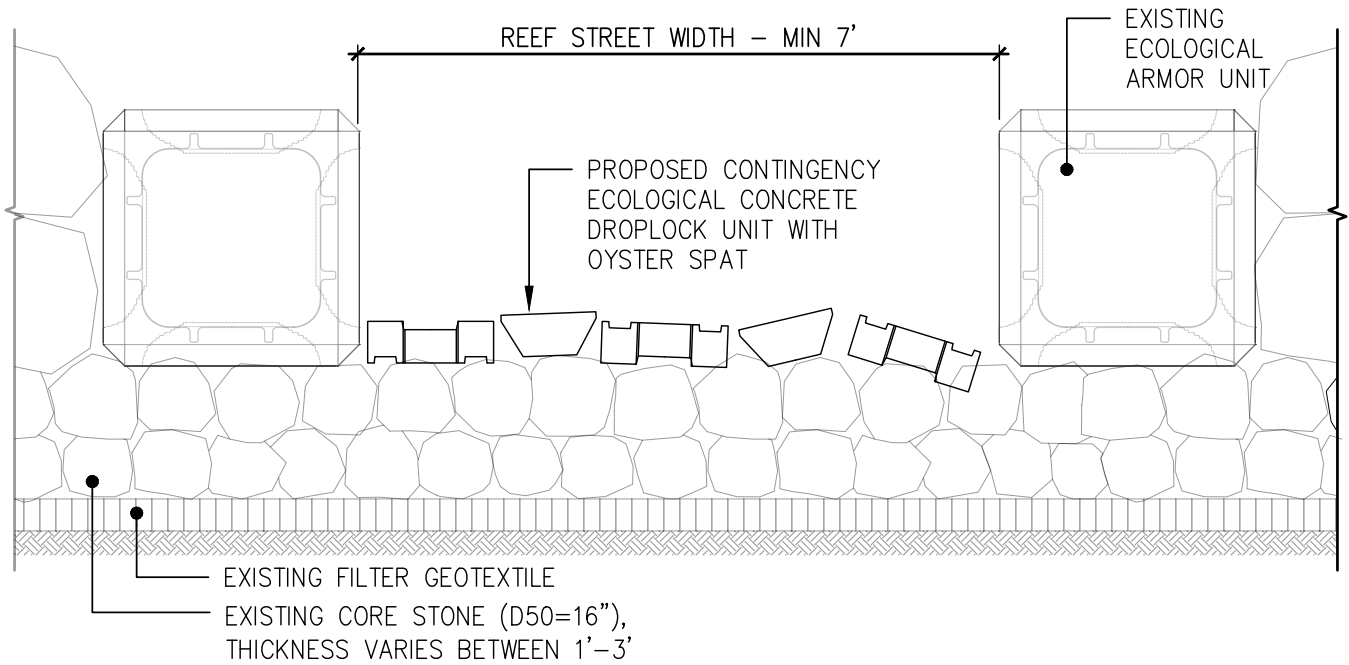 REEF STREET WIDTH – MIN 7’
EXISTING
ECOLOGICAL
ARMOR UNIT
PROPOSED CONTINGENCY
ECOLOGICAL CONCRETE
DROPLOCK UNIT WITH
OYSTER SPAT
EXISTING FILTER GEOTEXTILE
EXISTING CORE STONE (D50=16”),
THICKNESS VARIES BETWEEN 1’–3’